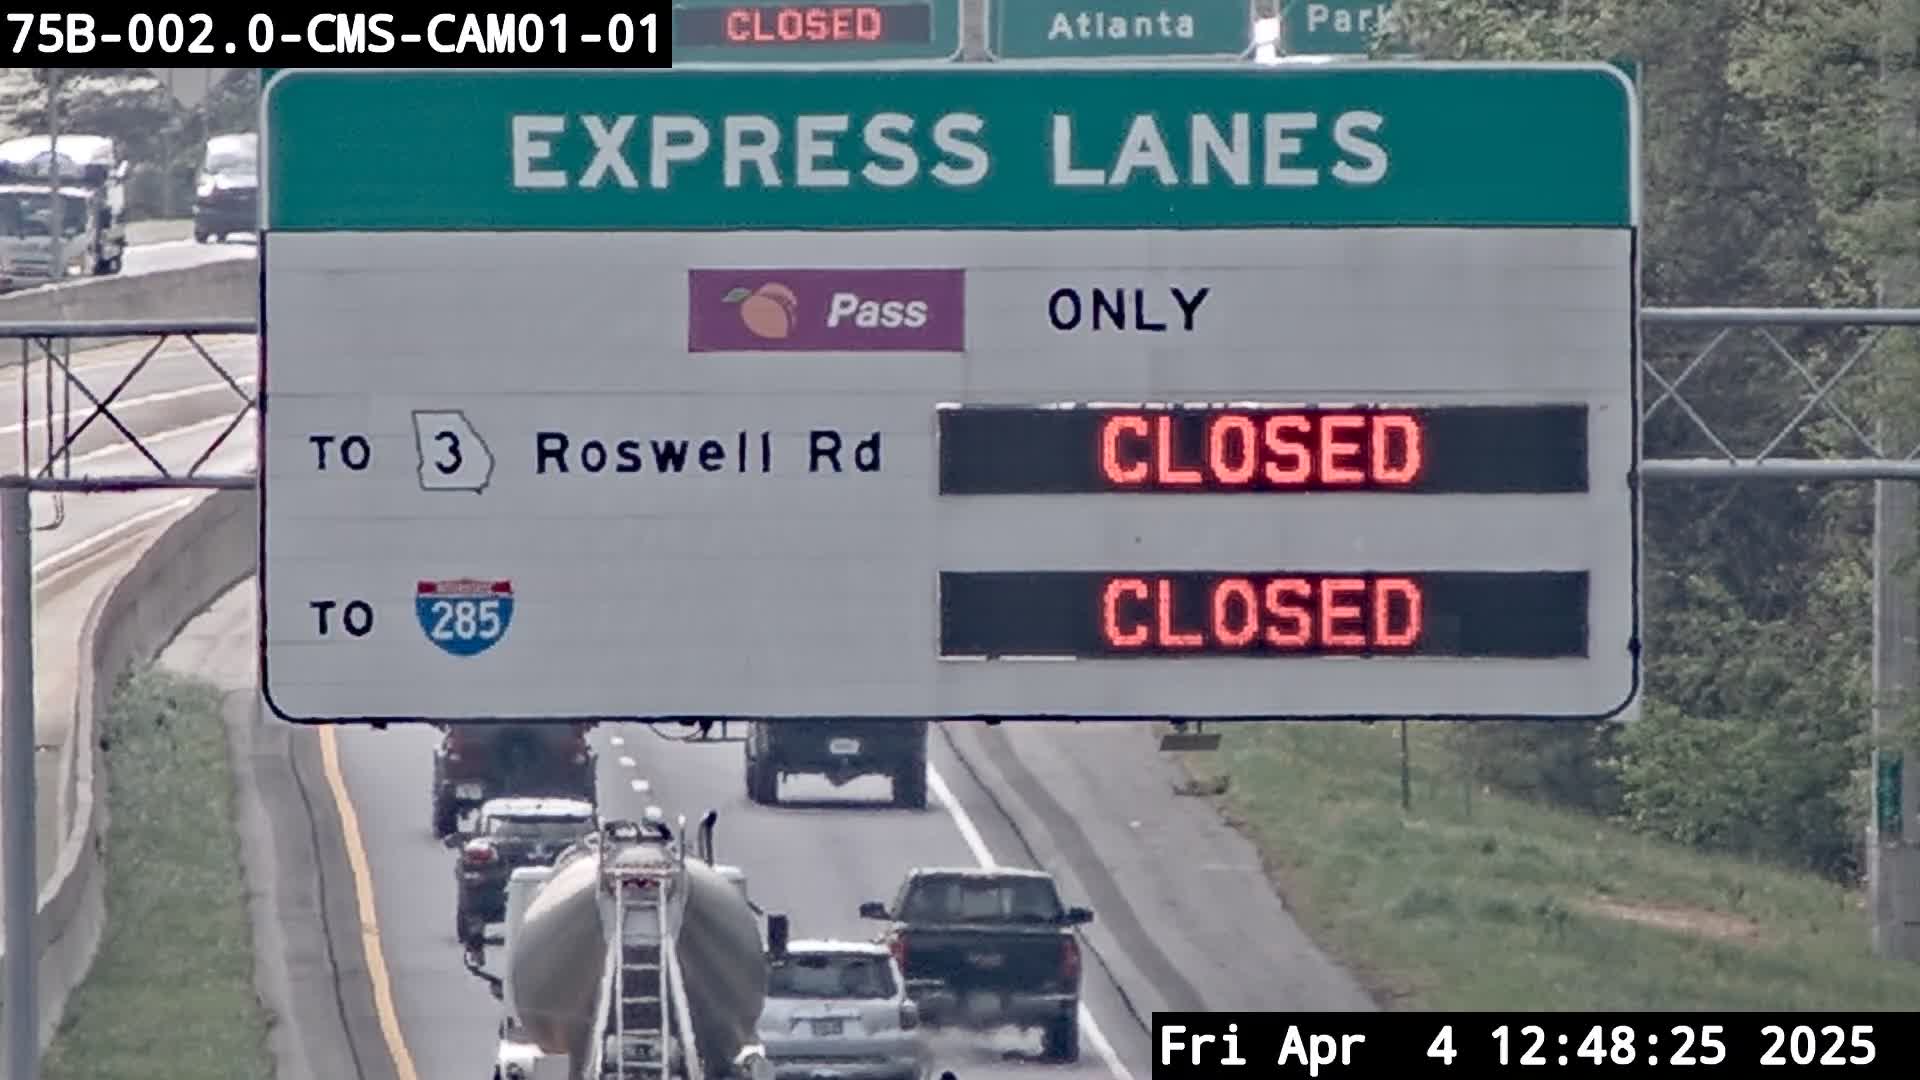 75B-002.0-CMS-CAM01-01
CLOSED
Atlanta
Park
EXPRESS LANES
Pass ONLY
TO 3 Roswell Rd CLOSED
TO 285 CLOSED
Fri Apr 4 12:48:25 2025